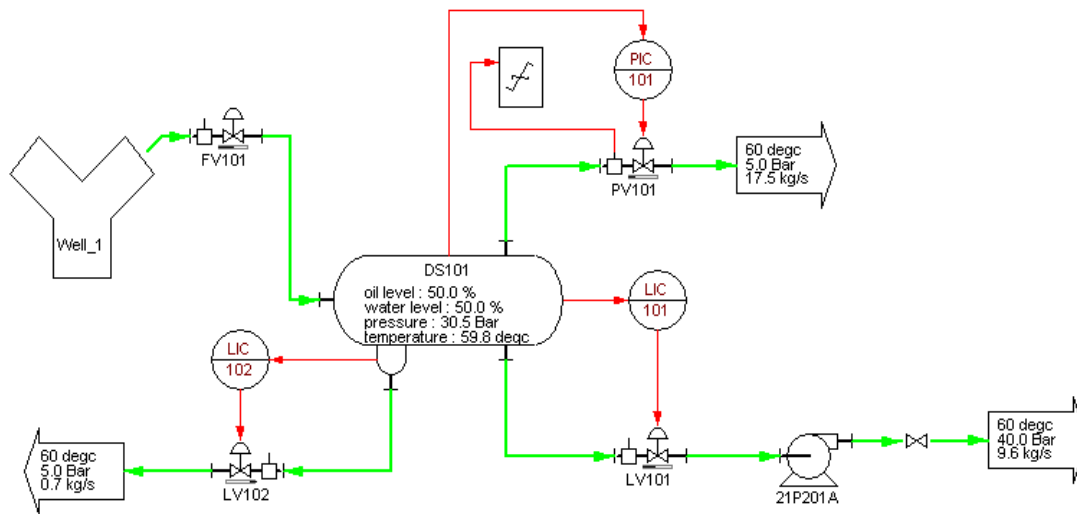 PIC
101
FV101
60 degc
5.0 Bar
17.5 kg/s
PV101
Well_1
DS101
oil level : 50.0 %
water level : 50.0 %
pressure : 30.5 Bar
temperature : 59.8 degc
LIC
101
LIC
102
60 degc
5.0 Bar
0.7 kg/s
LV102
LV101
21P201A
60 degc
40.0 Bar
9.6 kg/s